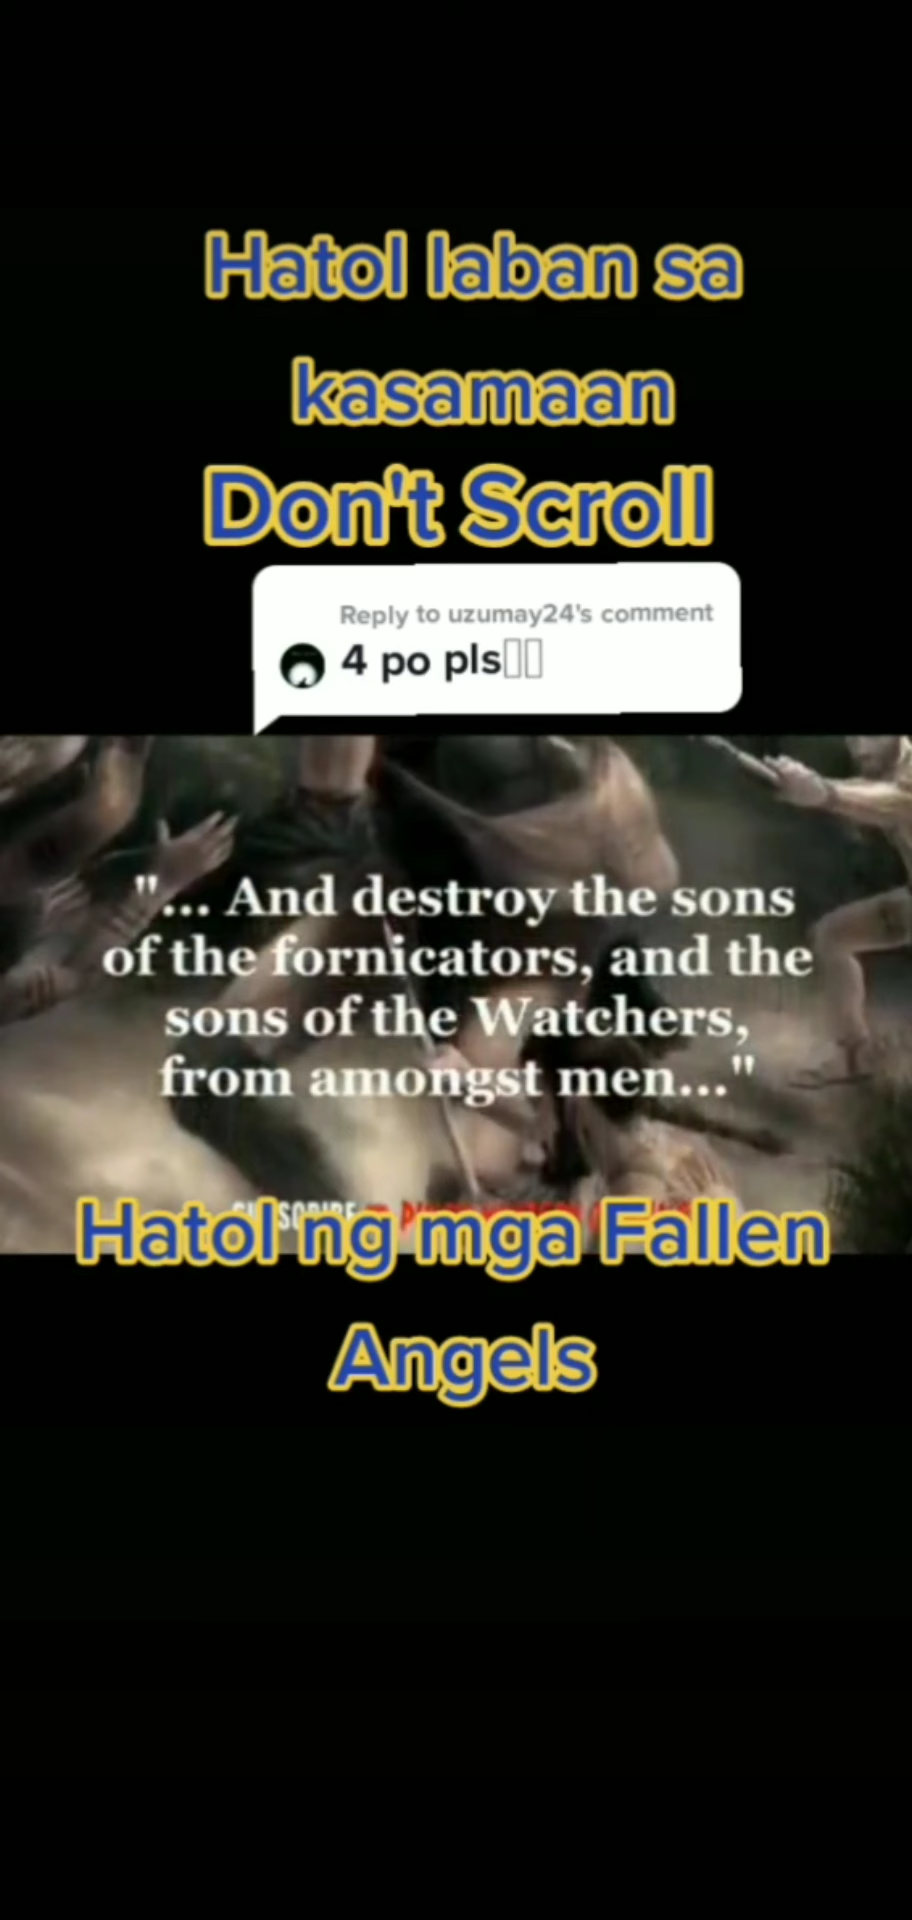 Hatol laban sa
kasamaan
Don't Scroll
Reply to uzumay24's comment
4 po pls
"... And destroy the sons
of the fornicators, and the
sons of the Watchers,
from amongst men..."
Hatol ng mga Fallen
Angels